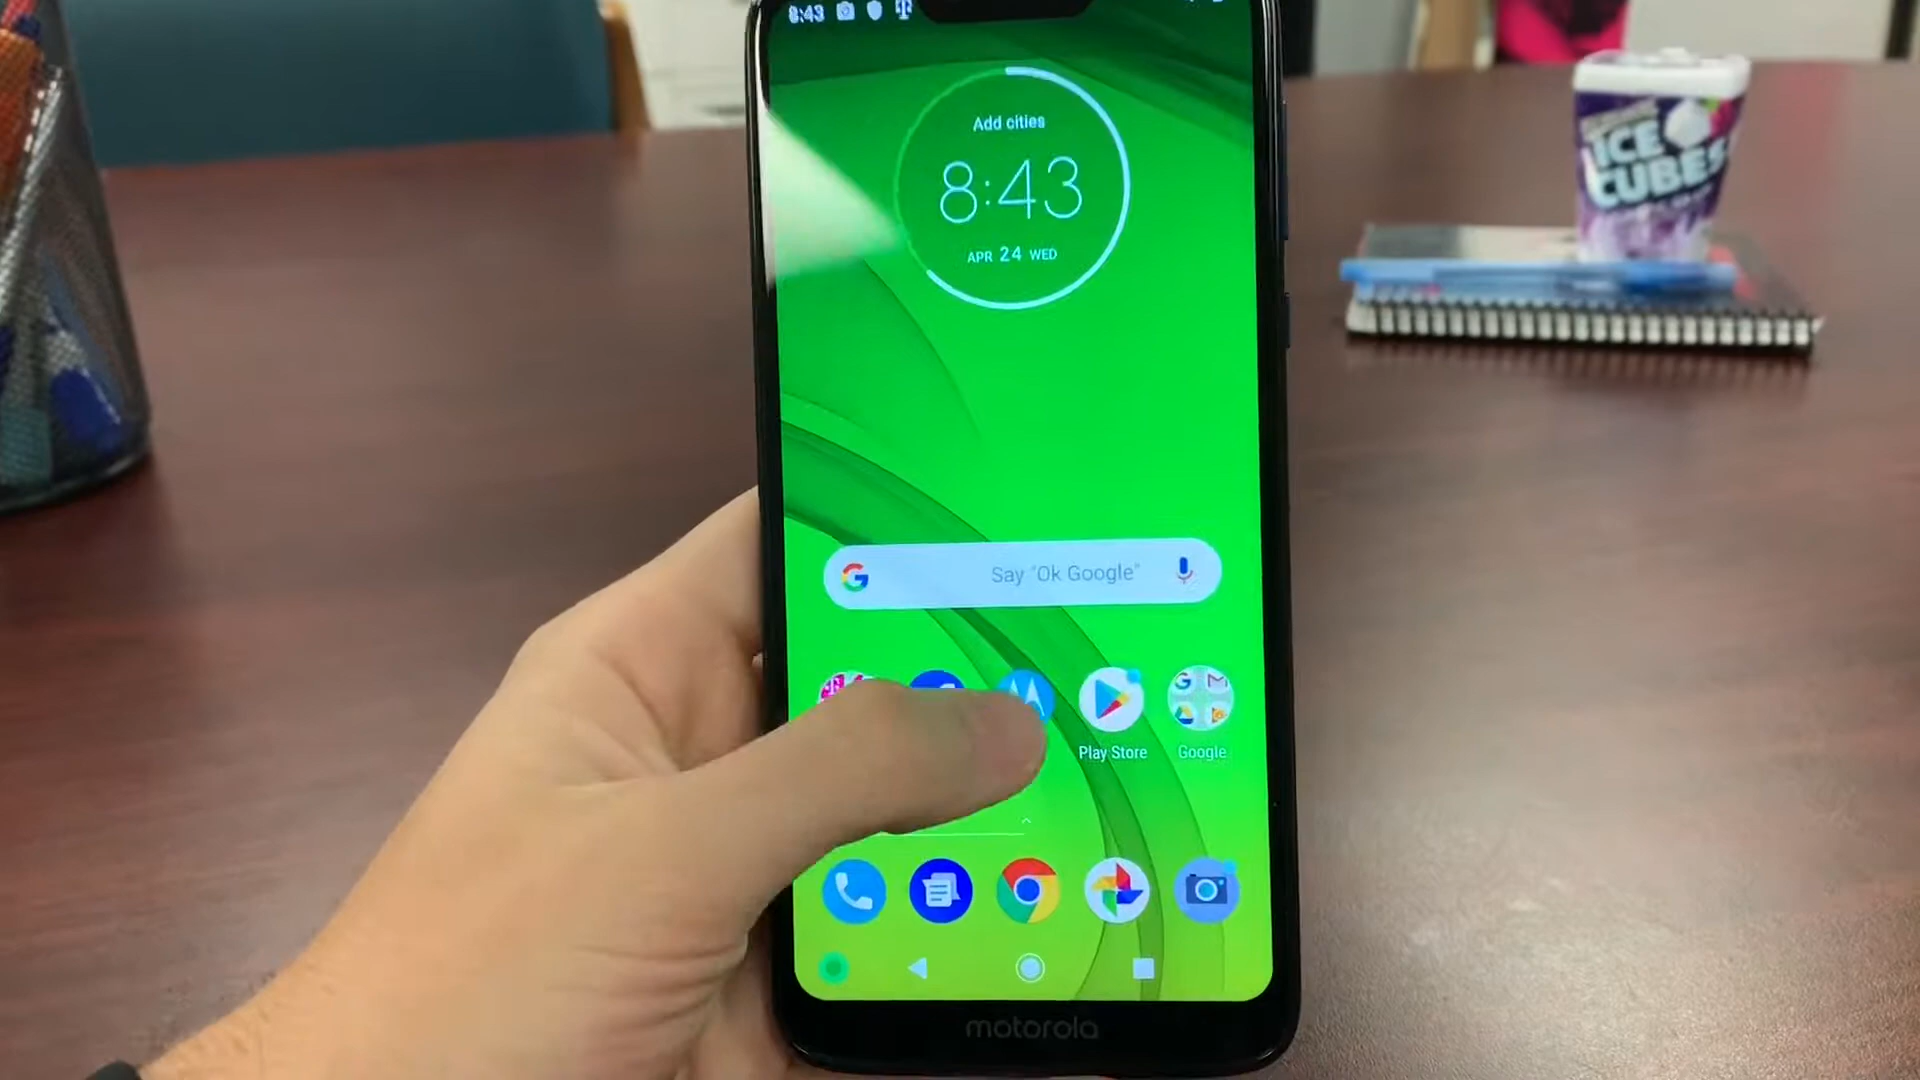 8:43
Add cities
8:43
APR 24 WED
Say "Ok Google"
Play Store
Google
motorola
ICE
CUBES